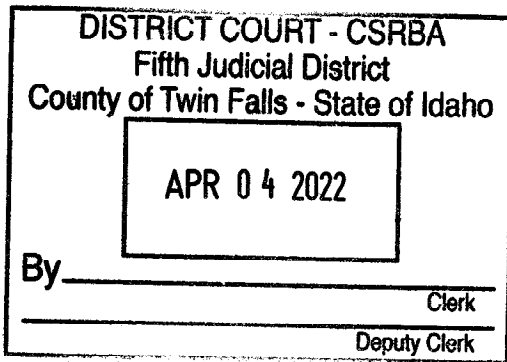 DISTRICT COURT - CSRBA
Fifth Judicial District
County of Twin Falls - State of Idaho
APR 04 2022
By
Clerk
Deputy Clerk